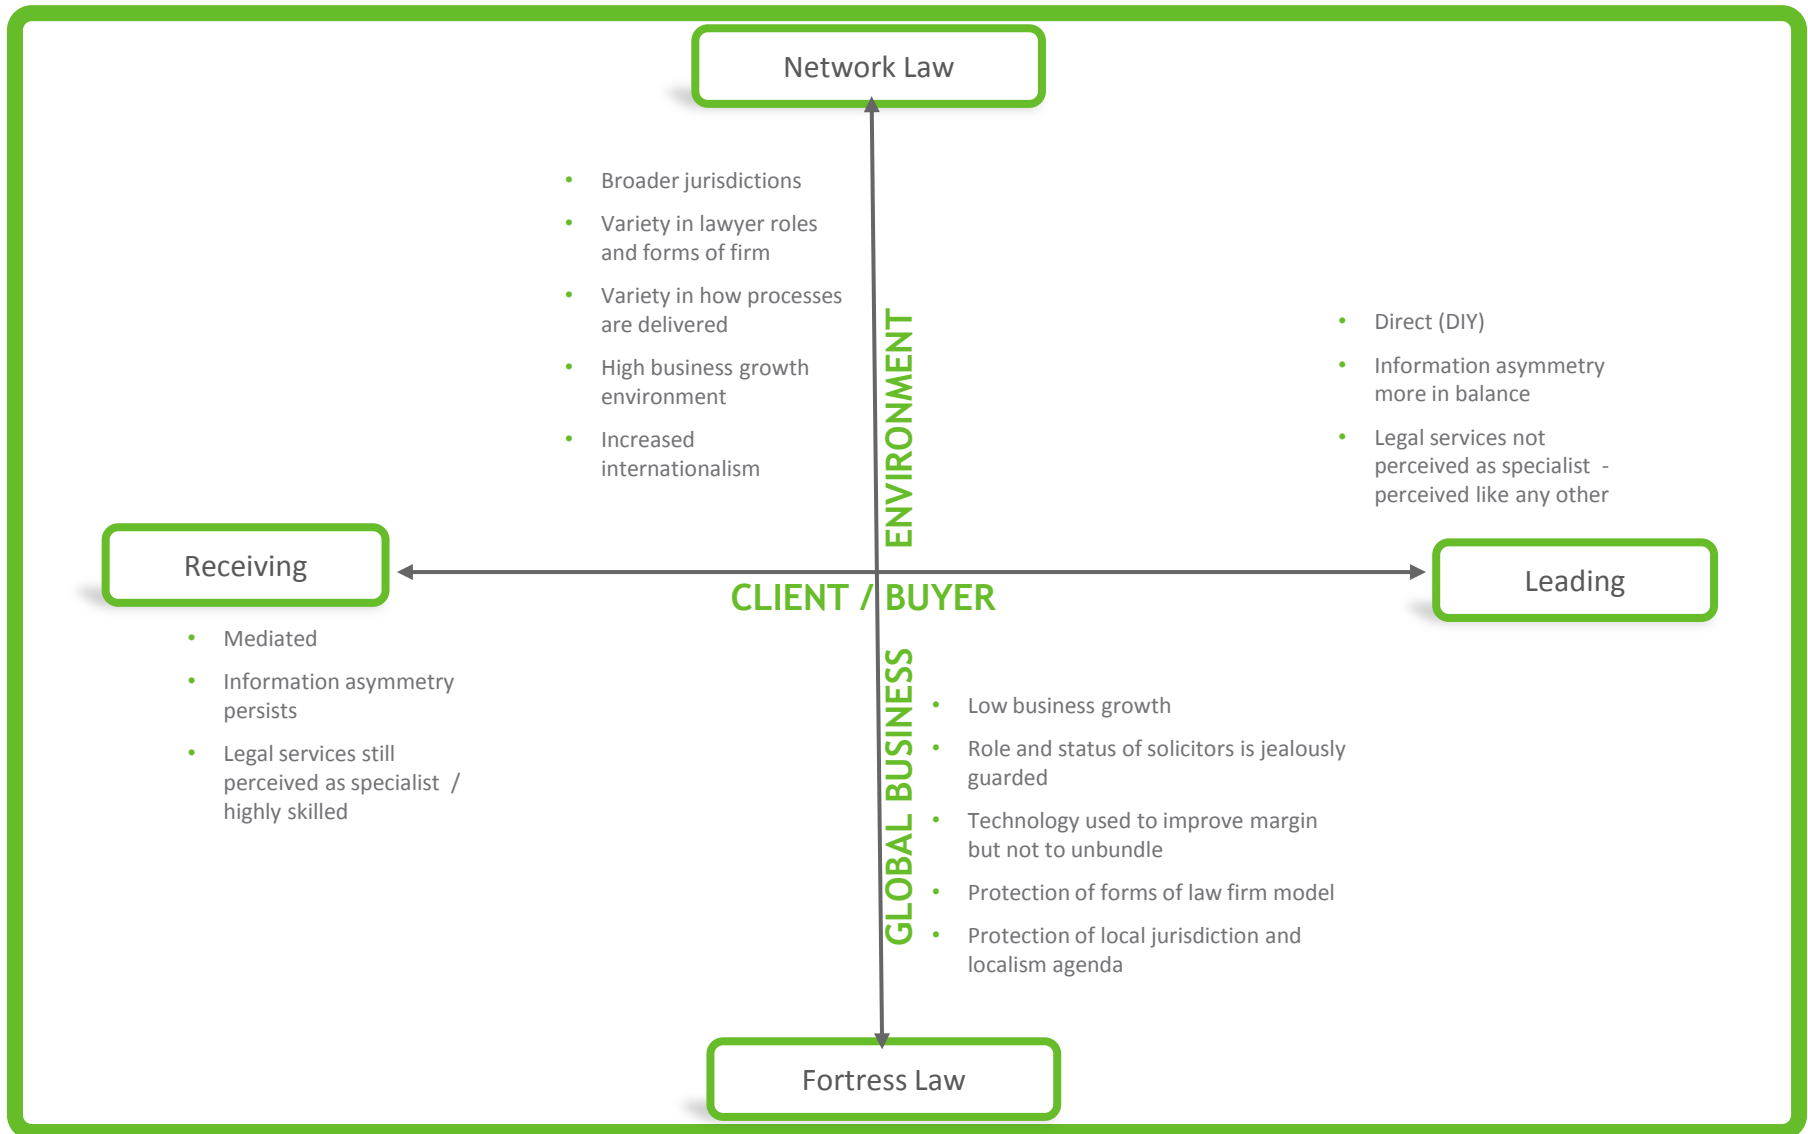 Network Law
• Broader jurisdictions
• Variety in lawyer roles
and forms of firm
• Variety in how processes
are delivered
• High business growth
environment
• Increased
internationalism
ENVIRONMENT
• Direct (DIY)
• Information asymmetry
more in balance
• Legal services not
perceived as specialist -
perceived like any other
Receiving
Leading
CLIENT / BUYER
• Mediated
• Information asymmetry
persists
• Legal services still
perceived as specialist /
highly skilled
GLOBAL BUSINESS
• Low business growth
• Role and status of solicitors is jealously
guarded
• Technology used to improve margin
but not to unbundle
• Protection of forms of law firm model
• Protection of local jurisdiction and
localism agenda
Fortress Law